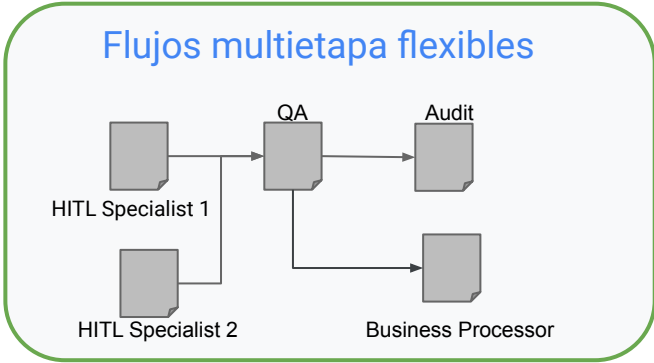 Flujos multietapa flexibles
QA
Audit
HITL Specialist 1
HITL Specialist 2
Business Processor